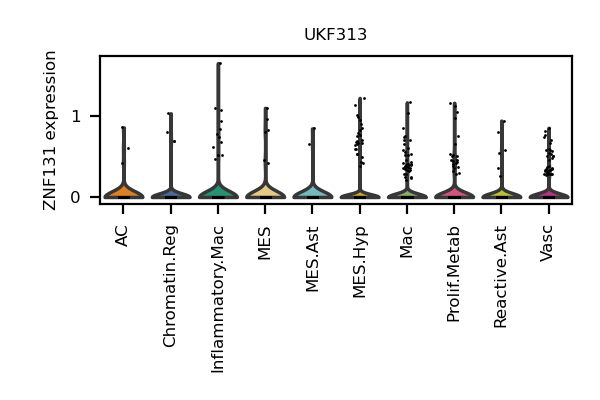 UKF313
ZNF131 expression
1
0
AC
Chromatin.Reg
Inflammatory.Mac
MES
MES.Ast
MES.Hyp
Mac
Prolif.Metab
Reactive.Ast
Vasc